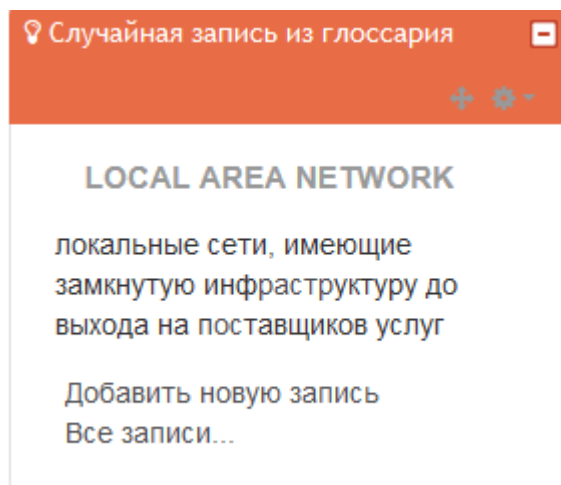 Случайная запись из глоссария
LOCAL AREA NETWORK
локальные сети, имеющие
замкнутую инфраструктуру до
выхода на поставщиков услуг
Добавить новую запись
Все записи...